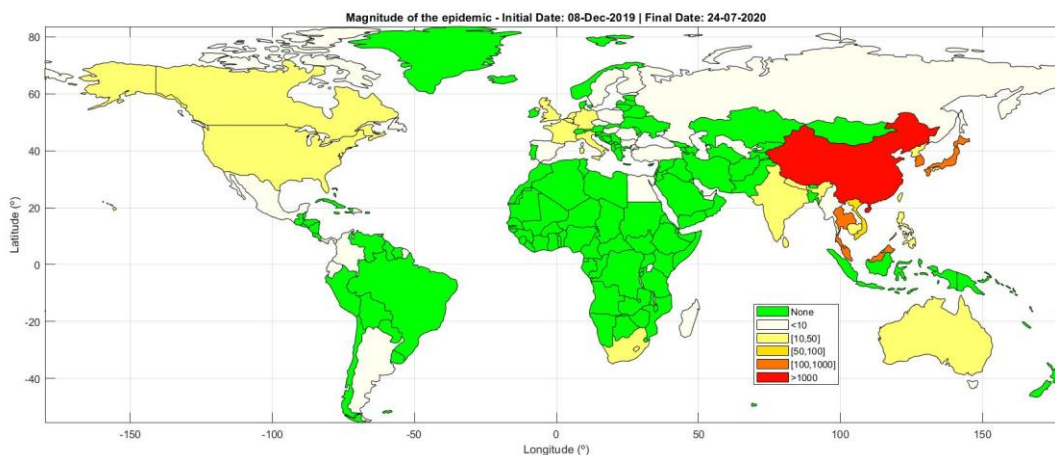 Magnitude of the epidemic - Initial Date: 08-Dec-2019 | Final Date: 24-07-2020
80
60
40
20
0
-20
-40
Latitude (º)
None
<10
[10,50]
[50,100]
[100,1000]
>1000
-150 -100 -50 0 50 100 150
Longitude (º)